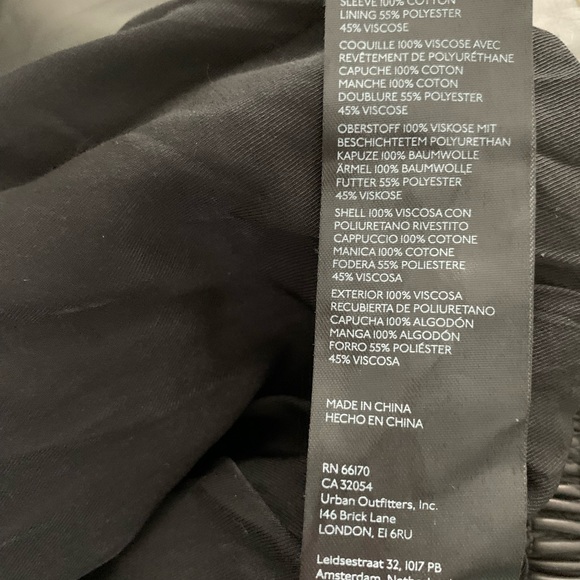 SLEEVE 100% COTTON
LINING 55% POLYESTER
45% VISCOSE
COQUILLE 100% VISCOSE AVEC
REVÊTEMENT DE POLYURÉTHANE
CAPUCHE 100% COTON
MANCHE 100% COTON
DOUBLURE 55% POLYESTER
45% VISCOSE
OBERSTOFF 100% VISKOSE MIT
BESCHICHTETEM POLYURETHAN
KAPUZE 100% BAUMWOLLE
ÄRMEL 100% BAUMWOLLE
FUTTER 55% POLYESTER
45% VISKOSE
SHELL 100% VISCOSA CON
POLIURETANO RIVESTITO
CAPPUCCIO 100% COTONE
MANICA 100% COTONE
FODERA 55% POLIESTERE
45% VISCOSA
EXTERIOR 100% VISCOSA
RECUBIERTA DE POLIURETANO
CAPUCHA 100% ALGODÓN
MANGA 100% ALGODÓN
FORRO 55% POLIÉSTER
45% VISCOSA
MADE IN CHINA
HECHO EN CHINA
RN 66170
CA 32054
Urban Outfitters, Inc.
146 Brick Lane
LONDON, E1 6RU
Leidsestraat 32, 1017 PB
Amsterdam,